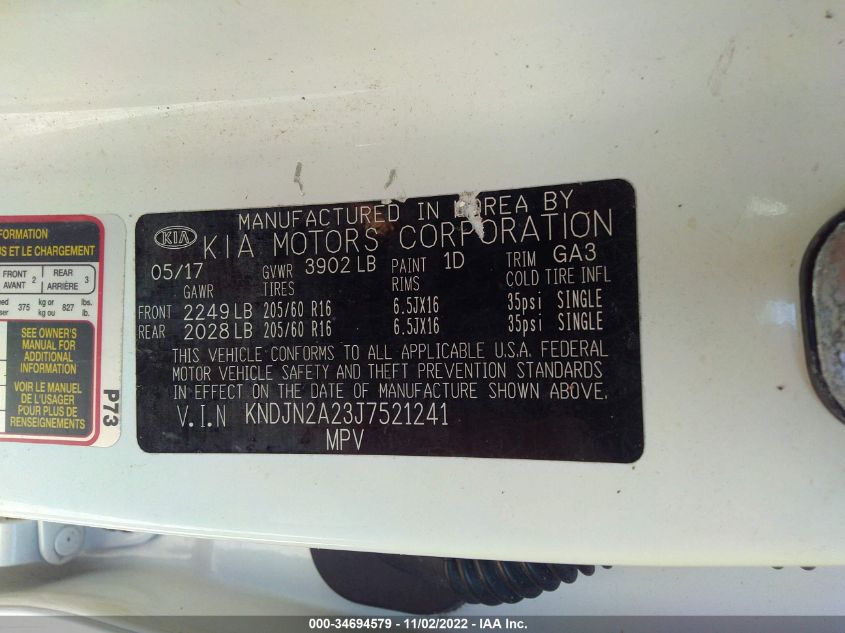 FORMATION
US ET LE CHARGEMENT
FRONT AVANT 2 REAR ARRIÈRE 3
375 kg or kg ou 827 lbs. lb.
SEE OWNER'S
MANUAL FOR
ADDITIONAL
INFORMATION
VOIR LE MANUEL
DE L'USAGER
POUR PLUS DE
RENSEIGNEMENTS
P73
MANUFACTURED IN KOREA BY
KIA KIA MOTORS CORPORATION
05/17 GVWR 3902 LB PAINT 1D TRIM GA3
GAWR TIRES RIMS COLD TIRE INFL
FRONT 2249 LB 205/60 R16 6.5JX16 35psi SINGLE
REAR 2028 LB 205/60 R16 6.5JX16 35psi SINGLE
THIS VEHICLE CONFORMS TO ALL APPLICABLE U.S.A. FEDERAL
MOTOR VEHICLE SAFETY AND THEFT PREVENTION STANDARDS
IN EFFECT ON THE DATE OF MANUFACTURE SHOWN ABOVE.
V.I.N KNDJN2A23J7521241
MPV
000-34694579 - 11/02/2022 - IAA Inc.